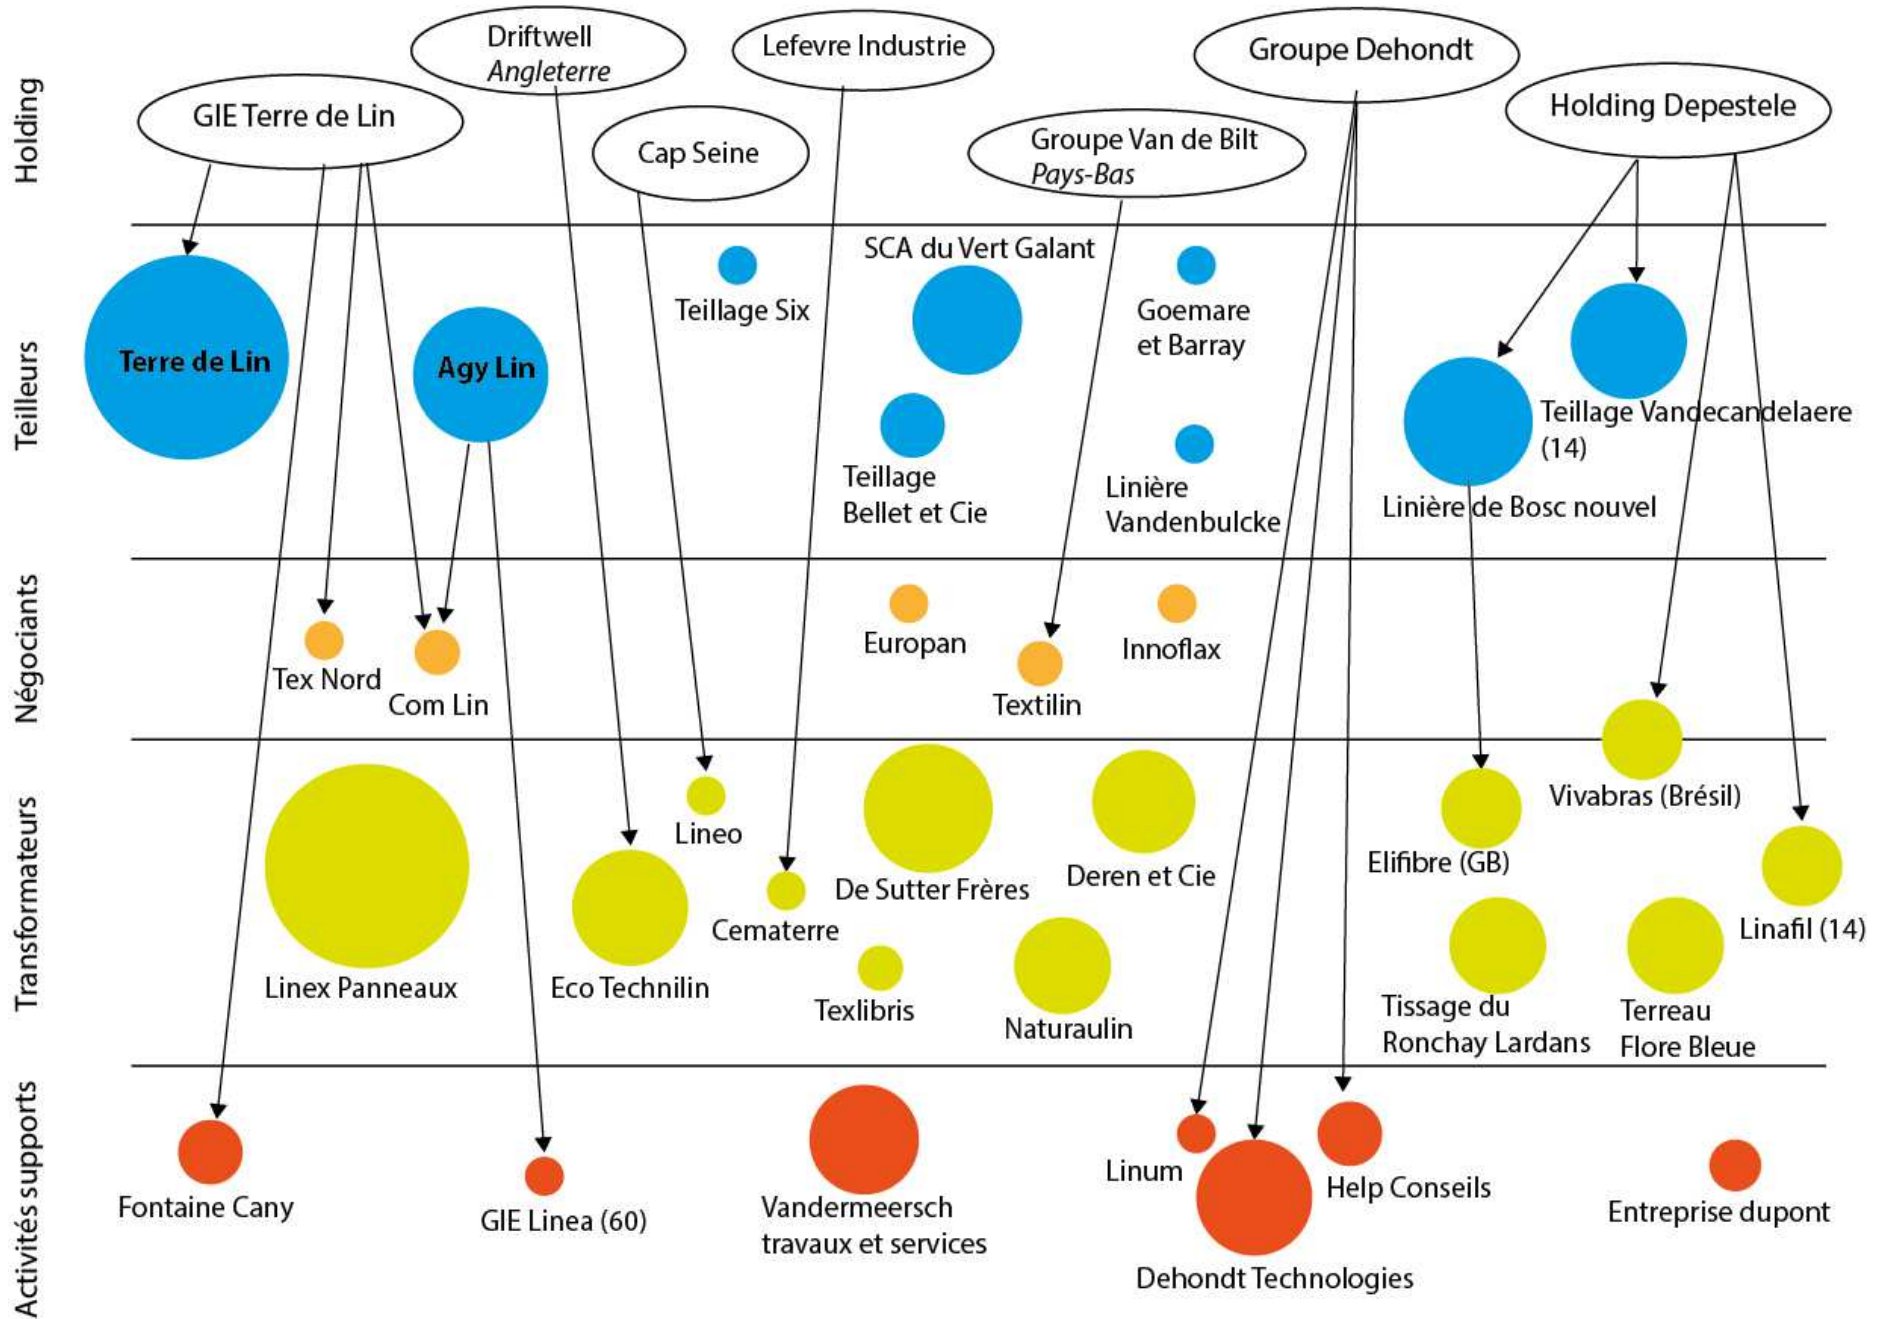 Holding
Driftwell
Angleterre
Lefevre Industrie
Groupe Dehondt
GIE Terre de Lin
Cap Seine
Groupe Van de Bilt
Pays-Bas
Holding Depestele
Teilleurs
Terre de Lin
Agy Lin
Teillage Six
SCA du Vert Galant
Goemare
et Barray
Teillage
Bellet et Cie
Linière
Vandenbulcke
Teillage Vandecandelaere
(14)
Linière de Bosc nouvel
Négociants
Tex Nord
Com Lin
Europan
Textilin
Innoflax
Transformateurs
Linex Panneaux
Eco Technilin
Lineo
Cematerre
De Sutter Frères
Texlibris
Deren et Cie
Naturaulin
Elifibre (GB)
Vivabras (Brésil)
Linafil (14)
Tissage du
Ronchay Lardans
Terreau
Flore Bleue
Activités supports
Fontaine Cany
GIE Linea (60)
Vandermeersch
travaux et services
Linum
Dehondt Technologies
Help Conseils
Entreprise dupont